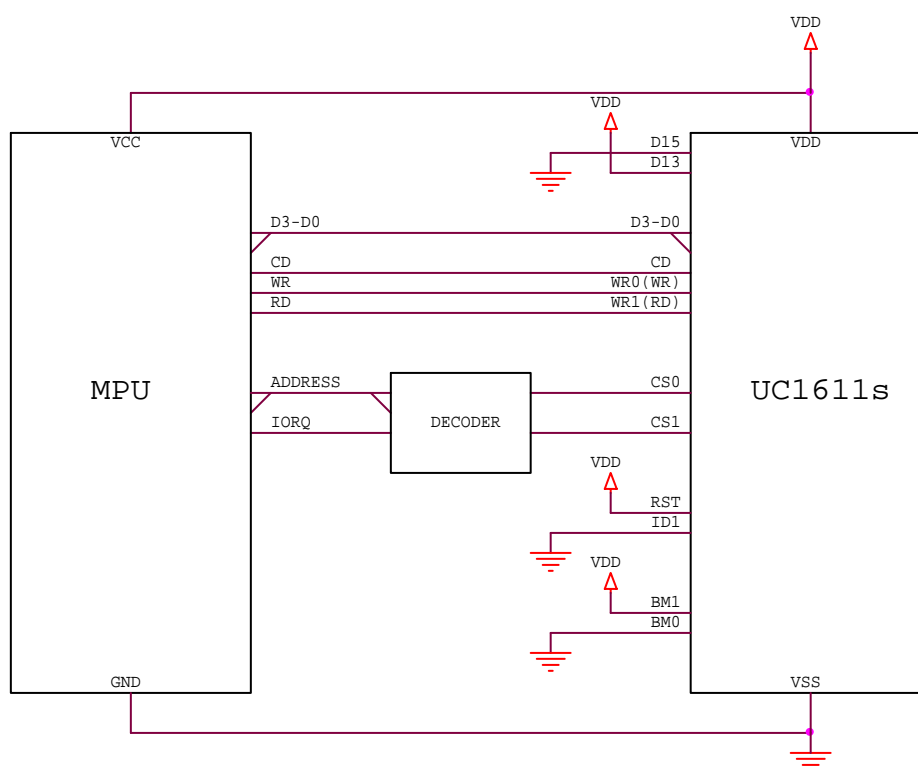 VDD
VDD
VCC
D15
VDD
D13
D3-D0
D3-D0
CD
CD
WR
WR0(WR)
RD
WR1(RD)
MPU
ADDRESS
CS0
UC1611s
IORQ
DECODER
CS1
VDD
RST
ID1
VDD
BM1
BM0
GND
VSS